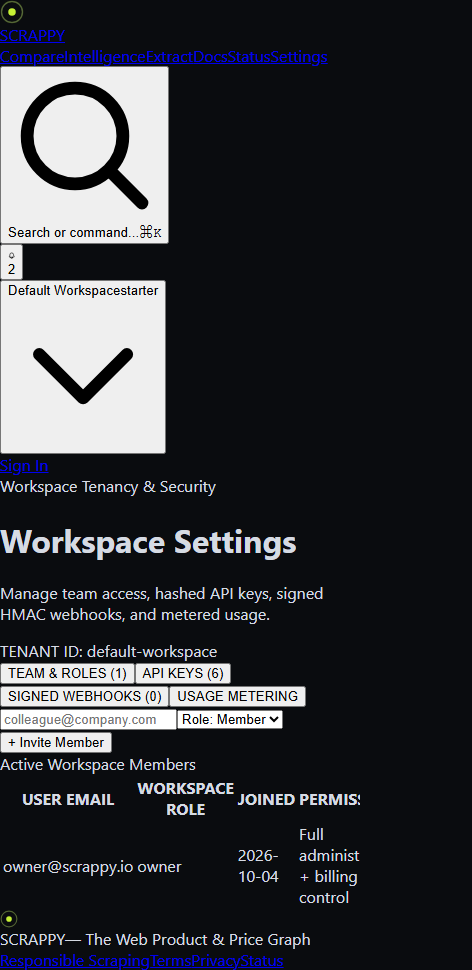 SCRAPPY
CompareIntelligenceExtractDocsStatusSettings
Search or command...⌘K
2
Default Workspacestarter
Sign In
Workspace Tenancy & Security
Workspace Settings
Manage team access, hashed API keys, signed
HMAC webhooks, and metered usage.
TENANT ID: default-workspace
TEAM & ROLES (1) API KEYS (6)
SIGNED WEBHOOKS (0) USAGE METERING
colleague@company.com Role: Member
+ Invite Member
Active Workspace Members
USER EMAIL WORKSPACE ROLE JOINED PERMISS
owner@scrappy.io owner 2026-10-04 Full administ + billing control
SCRAPPY— The Web Product & Price Graph
Responsible ScrapingTermsPrivacyStatus